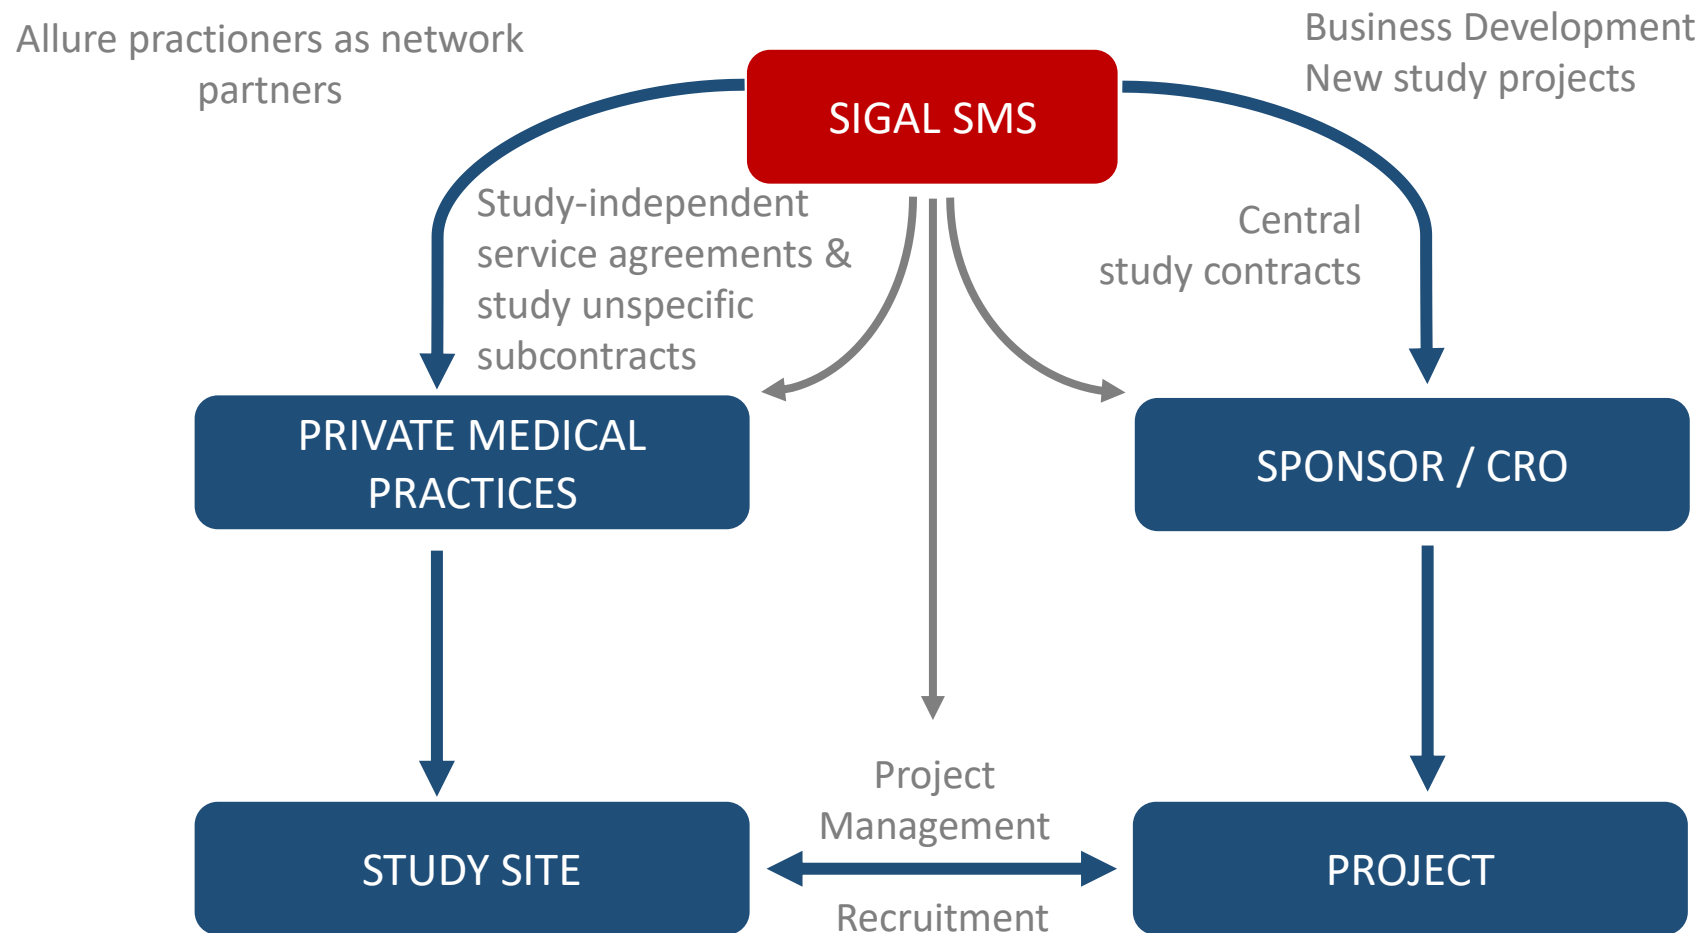 Allure practioners as network
partners
Business Development
New study projects
SIGAL SMS
Study-independent
service agreements &
study unspecific
subcontracts
Central
study contracts
PRIVATE MEDICAL
PRACTICES
SPONSOR / CRO
Project
Management
STUDY SITE
PROJECT
Recruitment